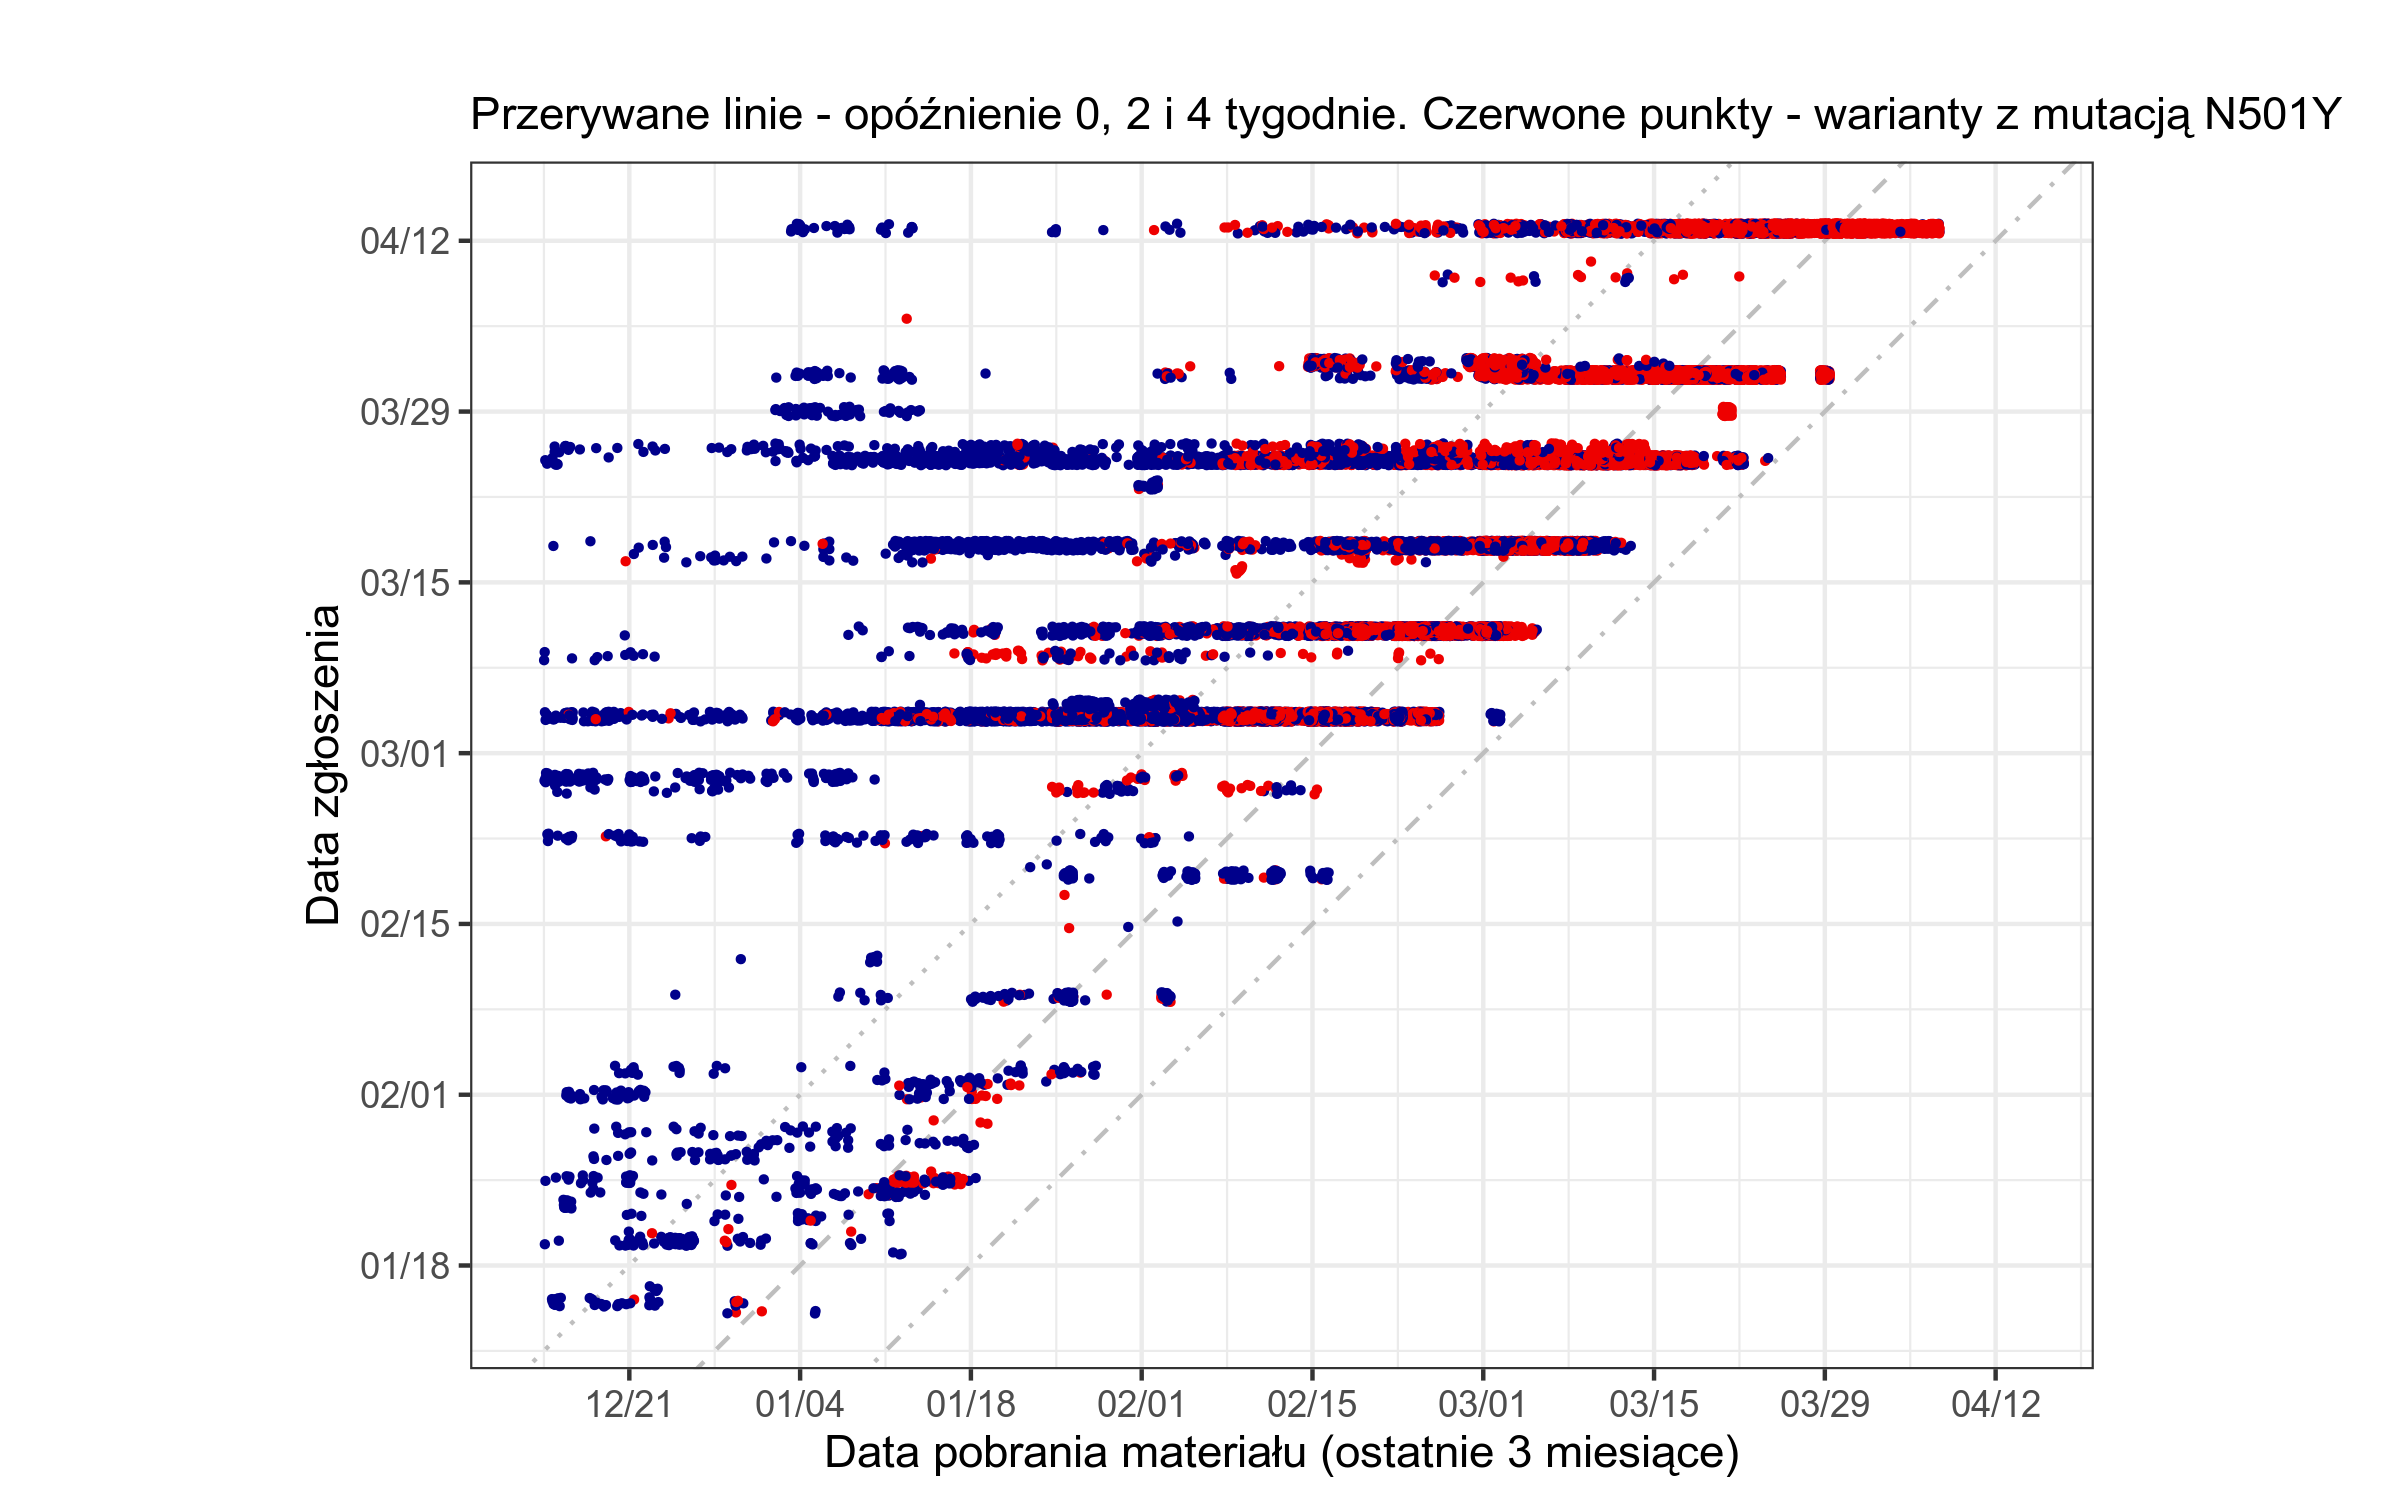 Przerywane linie - opóźnienie 0, 2 i 4 tygodnie. Czerwone punkty - warianty z mutacją N501Y
Data zgłoszenia
04/12
03/29
03/15
03/01
02/15
02/01
01/18
12/21 01/04 01/18 02/01 02/15 03/01 03/15 03/29 04/12
Data pobrania materiału (ostatnie 3 miesiące)